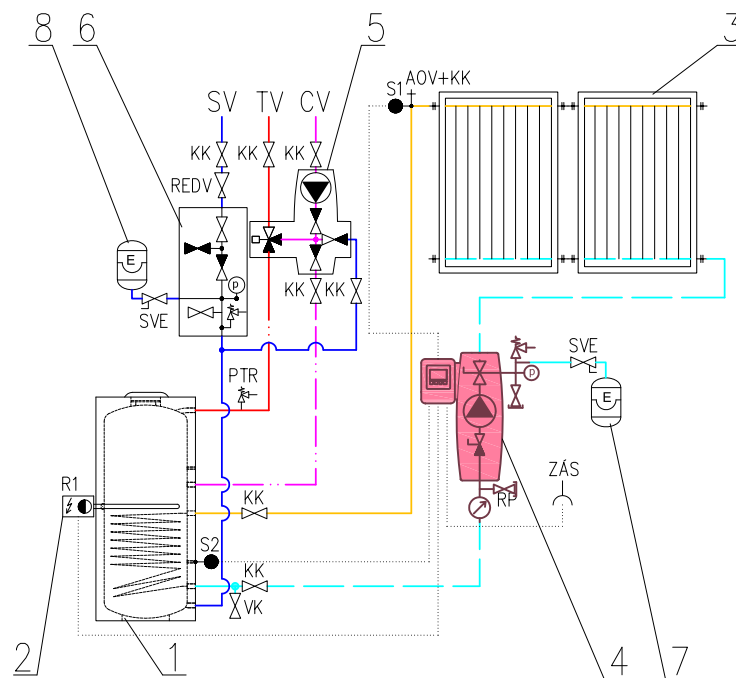 8
6
5
3
SV TV CV
S1 AOV+KK
KK KK KK
REDV
E
P
SVE
KK KK
PTR
SVE
P
E
R1
KK
ZÁS
RP
S2
KK
VK
2
1
4
7